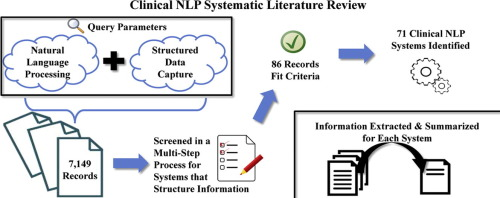 Clinical NLP Systematic Literature Review
Query Parameters
Natural
Language
Processing
Structured
Data
Capture
7,149
Records
Screened in a
Multi-Step
Process for
Systems that
Structure Information
86 Records
Fit Criteria
71 Clinical NLP
Systems Identified
Information Extracted & Summarized
for Each System